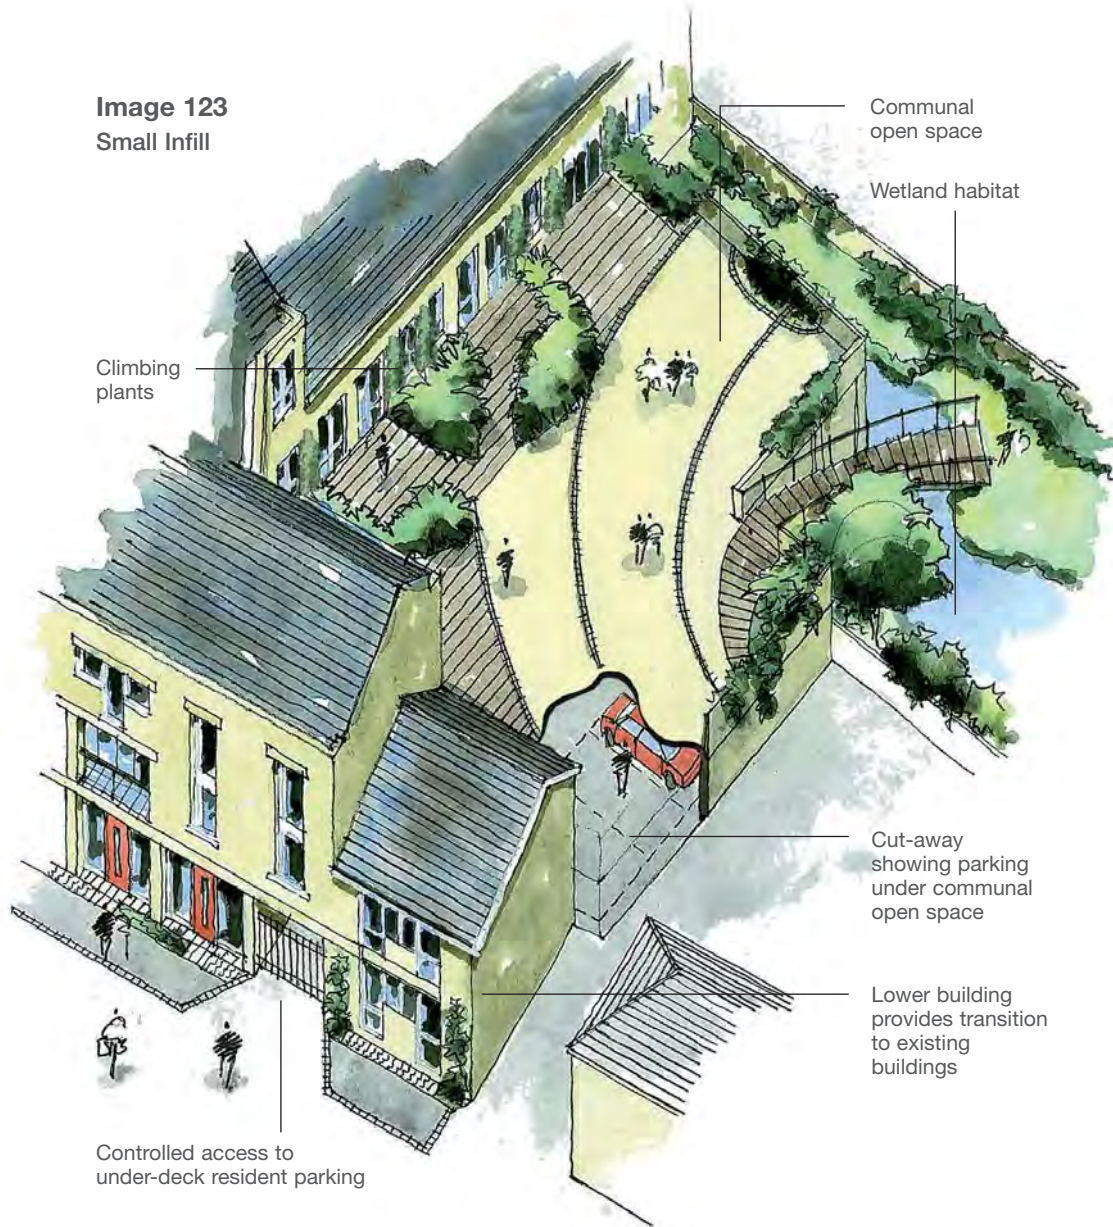 Image 123
Small Infill
Communal
open space
Wetland habitat
Climbing
plants
Cut-away
showing parking
under communal
open space
Lower building
provides transition
to existing
buildings
Controlled access to
under-deck resident parking